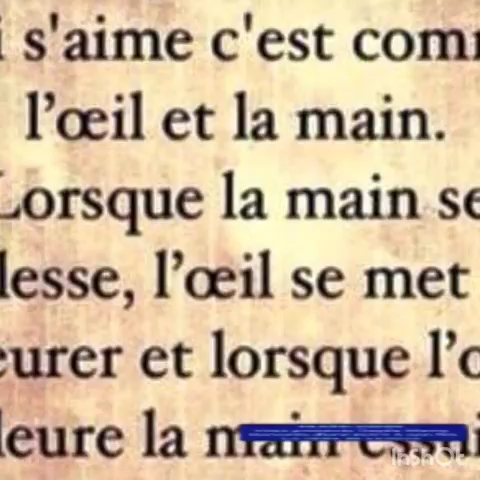 i s'aime c'est com
l'œil et la main.
Lorsque la main se
lesse, l'œil se met
eurer et lorsque l'
leure la
InShOt